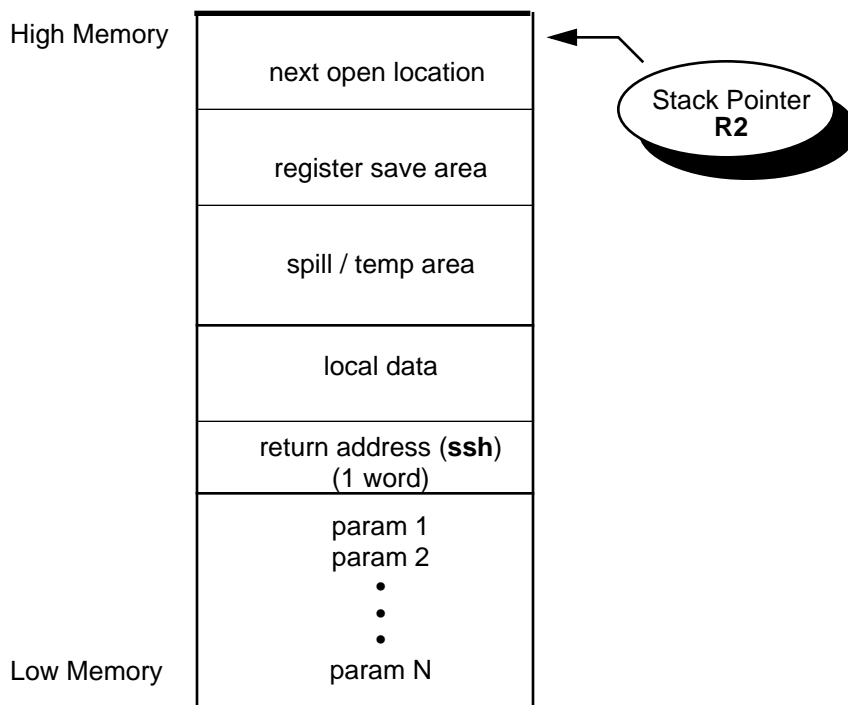 High Memory
next open location
Stack Pointer
R2
register save area
spill / temp area
local data
return address (ssh)
(1 word)
param 1
param 2
•
•
•
Low Memory
param N